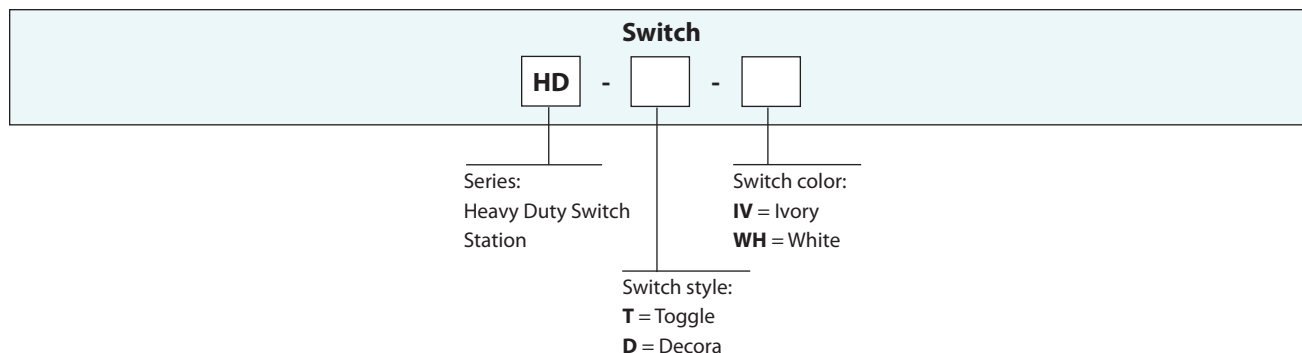 Switch
HD - -
Series:
Heavy Duty Switch
Station
Switch color:
IV = Ivory
WH = White
Switch style:
T = Toggle
D = Decora